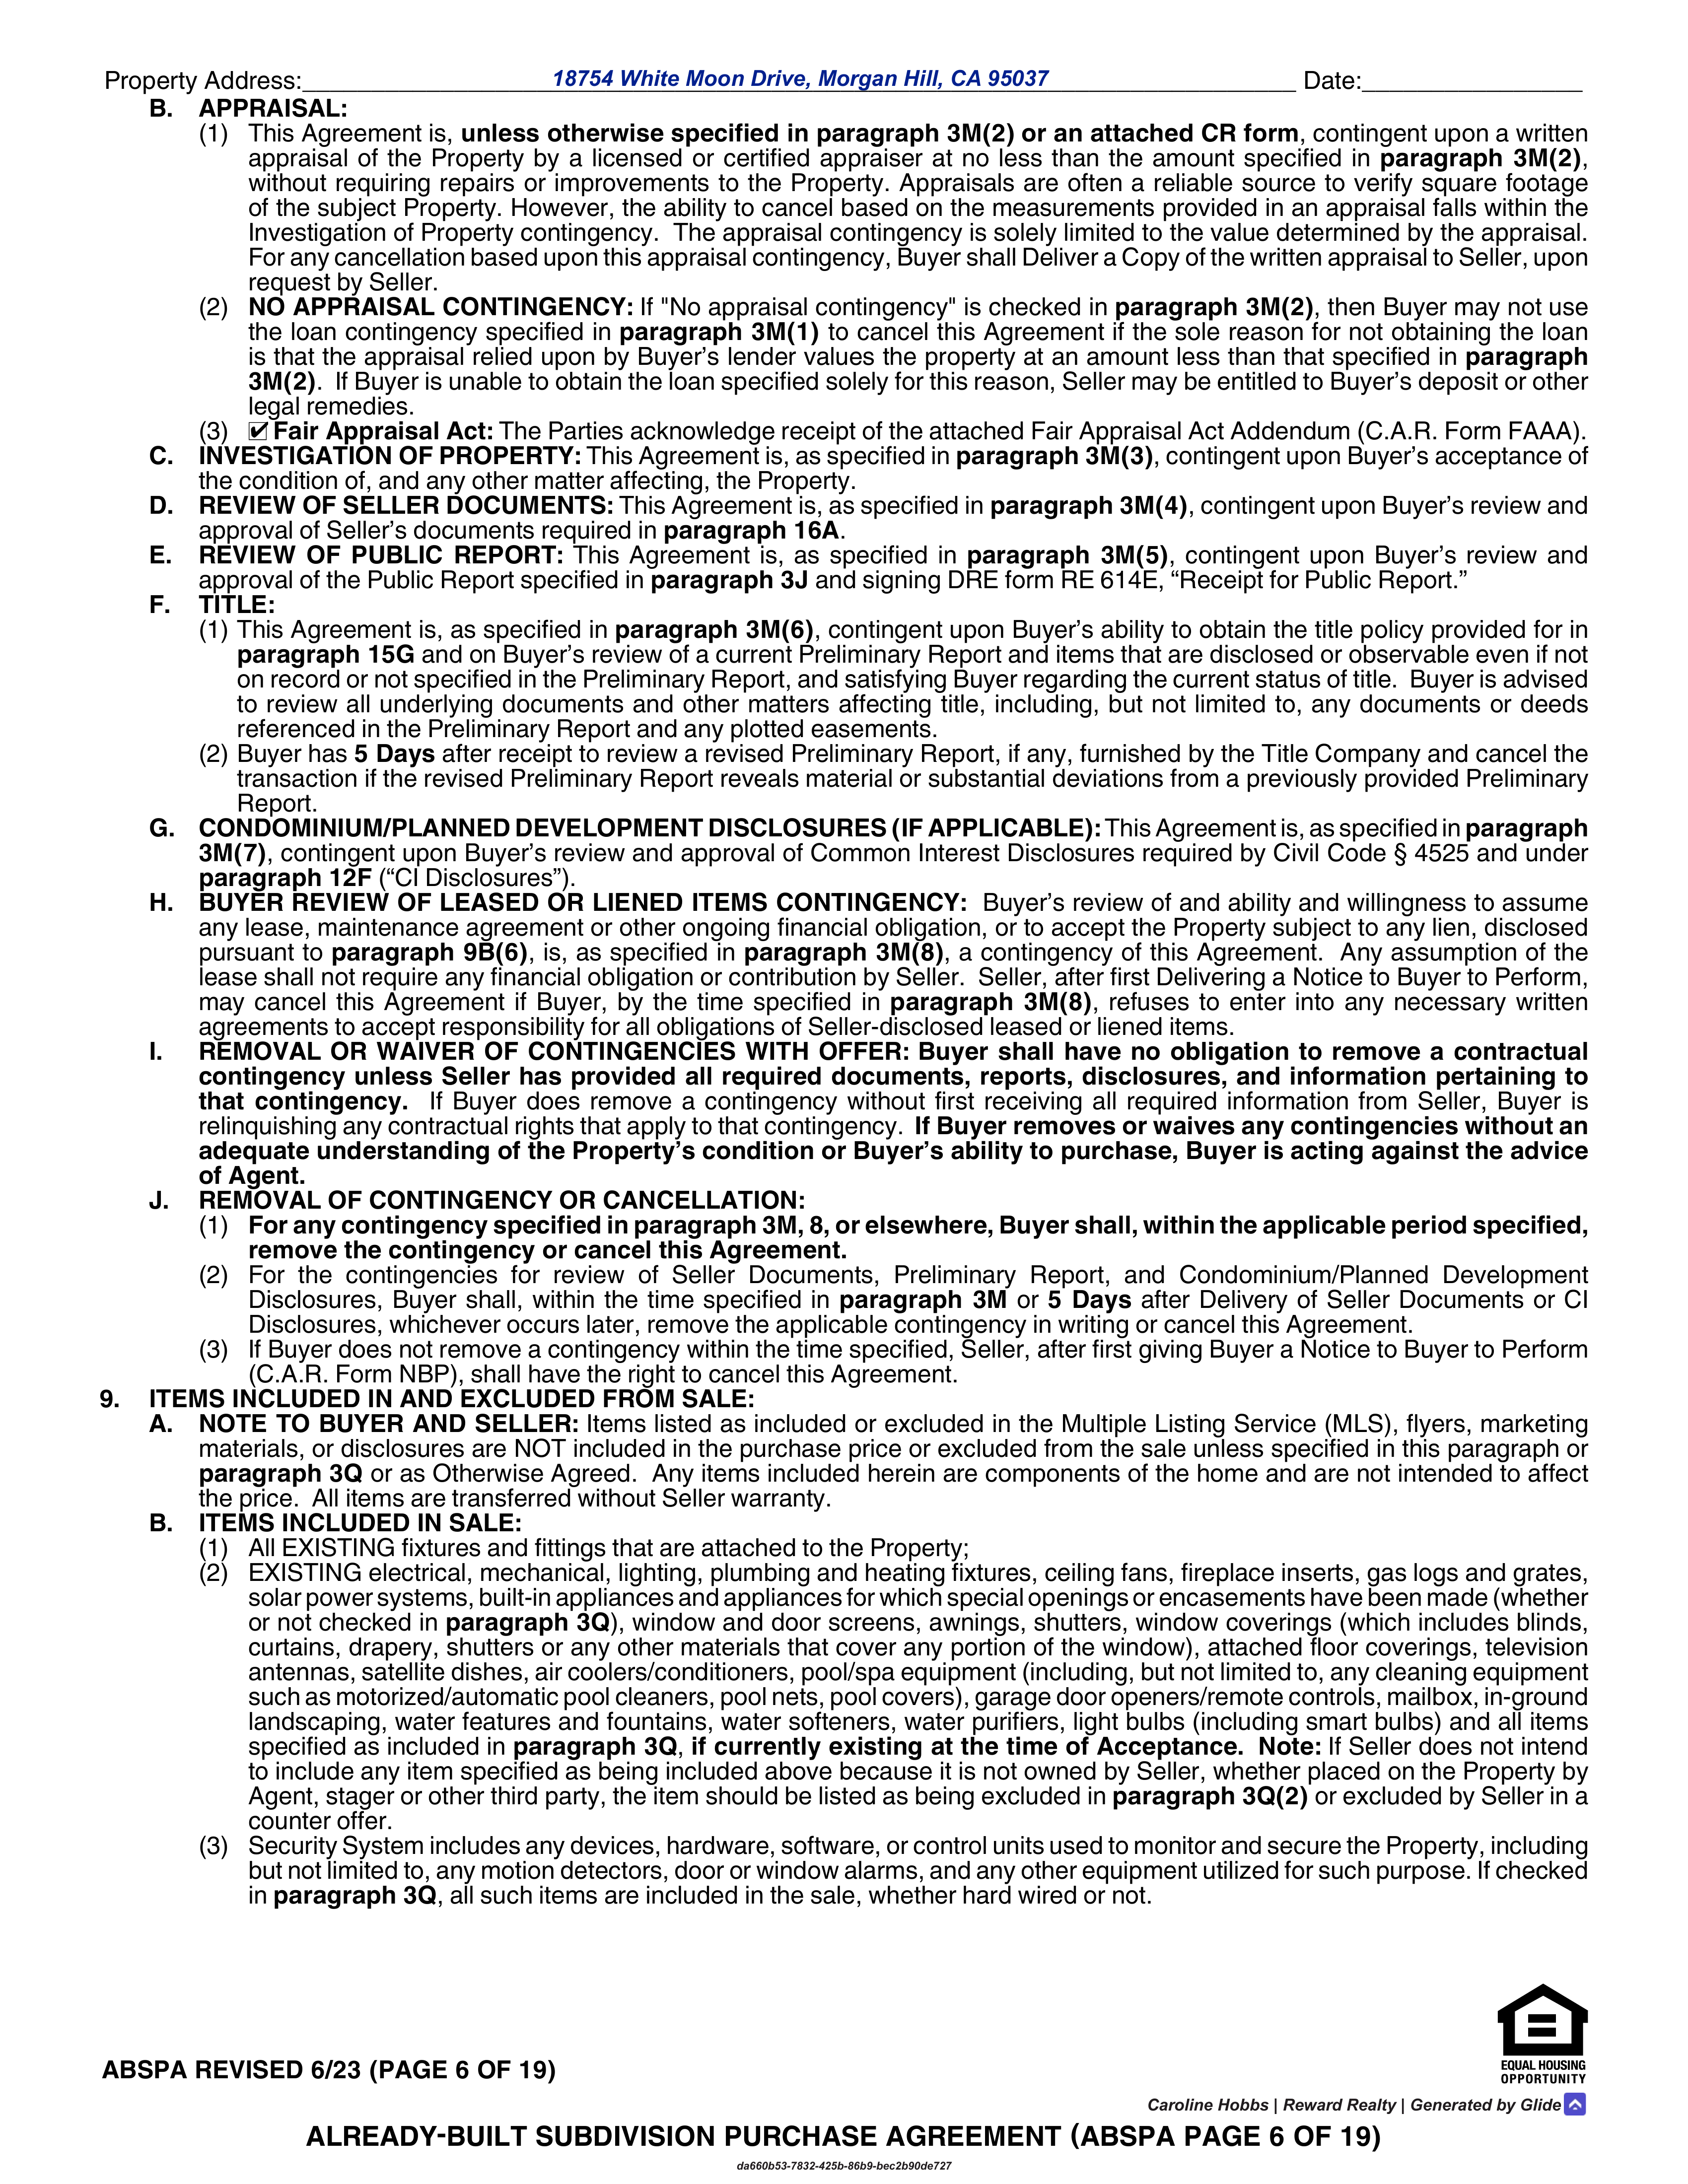 Property Address: 18754 White Moon Drive, Morgan Hill, CA 95037 Date:
B. APPRAISAL:
(1) This Agreement is, unless otherwise specified in paragraph 3M(2) or an attached CR form, contingent upon a written
appraisal of the Property by a licensed or certified appraiser at no less than the amount specified in paragraph 3M(2),
without requiring repairs or improvements to the Property. Appraisals are often a reliable source to verify square footage
of the subject Property. However, the ability to cancel based on the measurements provided in an appraisal falls within the
Investigation of Property contingency. The appraisal contingency is solely limited to the value determined by the appraisal.
For any cancellation based upon this appraisal contingency, Buyer shall Deliver a Copy of the written appraisal to Seller, upon
request by Seller.
(2) NO APPRAISAL CONTINGENCY: If "No appraisal contingency" is checked in paragraph 3M(2), then Buyer may not use
the loan contingency specified in paragraph 3M(1) to cancel this Agreement if the sole reason for not obtaining the loan
is that the appraisal relied upon by Buyer's lender values the property at an amount less than that specified in paragraph
3M(2). If Buyer is unable to obtain the loan specified solely for this reason, Seller may be entitled to Buyer's deposit or other
legal remedies.
(3) ✔ Fair Appraisal Act: The Parties acknowledge receipt of the attached Fair Appraisal Act Addendum (C.A.R. Form FAAA).
C. INVESTIGATION OF PROPERTY: This Agreement is, as specified in paragraph 3M(3), contingent upon Buyer's acceptance of
the condition of, and any other matter affecting, the Property.
D. REVIEW OF SELLER DOCUMENTS: This Agreement is, as specified in paragraph 3M(4), contingent upon Buyer's review and
approval of Seller's documents required in paragraph 16A.
E. REVIEW OF PUBLIC REPORT: This Agreement is, as specified in paragraph 3M(5), contingent upon Buyer's review and
approval of the Public Report specified in paragraph 3J and signing DRE form RE 614E, "Receipt for Public Report."
F. TITLE:
(1) This Agreement is, as specified in paragraph 3M(6), contingent upon Buyer's ability to obtain the title policy provided for in
paragraph 15G and on Buyer's review of a current Preliminary Report and items that are disclosed or observable even if not
on record or not specified in the Preliminary Report, and satisfying Buyer regarding the current status of title. Buyer is advised
to review all underlying documents and other matters affecting title, including, but not limited to, any documents or deeds
referenced in the Preliminary Report and any plotted easements.
(2) Buyer has 5 Days after receipt to review a revised Preliminary Report, if any, furnished by the Title Company and cancel the
transaction if the revised Preliminary Report reveals material or substantial deviations from a previously provided Preliminary
Report.
G. CONDOMINIUM/PLANNED DEVELOPMENT DISCLOSURES (IF APPLICABLE): This Agreement is, as specified in paragraph
3M(7), contingent upon Buyer's review and approval of Common Interest Disclosures required by Civil Code § 4525 and under
paragraph 12F ("CI Disclosures").
H. BUYER REVIEW OF LEASED OR LIENED ITEMS CONTINGENCY: Buyer's review of and ability and willingness to assume
any lease, maintenance agreement or other ongoing financial obligation, or to accept the Property subject to any lien, disclosed
pursuant to paragraph 9B(6), is, as specified in paragraph 3M(8), a contingency of this Agreement. Any assumption of the
lease shall not require any financial obligation or contribution by Seller. Seller, after first Delivering a Notice to Buyer to Perform,
may cancel this Agreement if Buyer, by the time specified in paragraph 3M(8), refuses to enter into any necessary written
agreements to accept responsibility for all obligations of Seller-disclosed leased or liened items.
I. REMOVAL OR WAIVER OF CONTINGENCIES WITH OFFER: Buyer shall have no obligation to remove a contractual
contingency unless Seller has provided all required documents, reports, disclosures, and information pertaining to
that contingency. If Buyer does remove a contingency without first receiving all required information from Seller, Buyer is
relinquishing any contractual rights that apply to that contingency. If Buyer removes or waives any contingencies without an
adequate understanding of the Property's condition or Buyer's ability to purchase, Buyer is acting against the advice
of Agent.
J. REMOVAL OF CONTINGENCY OR CANCELLATION:
(1) For any contingency specified in paragraph 3M, 8, or elsewhere, Buyer shall, within the applicable period specified,
remove the contingency or cancel this Agreement.
(2) For the contingencies for review of Seller Documents, Preliminary Report, and Condominium/Planned Development
Disclosures, Buyer shall, within the time specified in paragraph 3M or 5 Days after Delivery of Seller Documents or CI
Disclosures, whichever occurs later, remove the applicable contingency in writing or cancel this Agreement.
(3) If Buyer does not remove a contingency within the time specified, Seller, after first giving Buyer a Notice to Buyer to Perform
(C.A.R. Form NBP), shall have the right to cancel this Agreement.
9. ITEMS INCLUDED IN AND EXCLUDED FROM SALE:
A. NOTE TO BUYER AND SELLER: Items listed as included or excluded in the Multiple Listing Service (MLS), flyers, marketing
materials, or disclosures are NOT included in the purchase price or excluded from the sale unless specified in this paragraph or
paragraph 3Q or as Otherwise Agreed. Any items included herein are components of the home and are not intended to affect
the price. All items are transferred without Seller warranty.
B. ITEMS INCLUDED IN SALE:
(1) All EXISTING fixtures and fittings that are attached to the Property;
(2) EXISTING electrical, mechanical, lighting, plumbing and heating fixtures, ceiling fans, fireplace inserts, gas logs and grates,
solar power systems, built-in appliances and appliances for which special openings or encasements have been made (whether
or not checked in paragraph 3Q), window and door screens, awnings, shutters, window coverings (which includes blinds,
curtains, drapery, shutters or any other materials that cover any portion of the window), attached floor coverings, television
antennas, satellite dishes, air coolers/conditioners, pool/spa equipment (including, but not limited to, any cleaning equipment
such as motorized/automatic pool cleaners, pool nets, pool covers), garage door openers/remote controls, mailbox, in-ground
landscaping, water features and fountains, water softeners, water purifiers, light bulbs (including smart bulbs) and all items
specified as included in paragraph 3Q, if currently existing at the time of Acceptance. Note: If Seller does not intend
to include any item specified as being included above because it is not owned by Seller, whether placed on the Property by
Agent, stager or other third party, the item should be listed as being excluded in paragraph 3Q(2) or excluded by Seller in a
counter offer.
(3) Security System includes any devices, hardware, software, or control units used to monitor and secure the Property, including
but not limited to, any motion detectors, door or window alarms, and any other equipment utilized for such purpose. If checked
in paragraph 3Q, all such items are included in the sale, whether hard wired or not.
EQUAL HOUSING
OPPORTUNITY
ABSPA REVISED 6/23 (PAGE 6 OF 19)
Caroline Hobbs | Reward Realty | Generated by Glide
ALREADY-BUILT SUBDIVISION PURCHASE AGREEMENT (ABSPA PAGE 6 OF 19)
da660b53-7832-425b-86b9-bec2b90de727